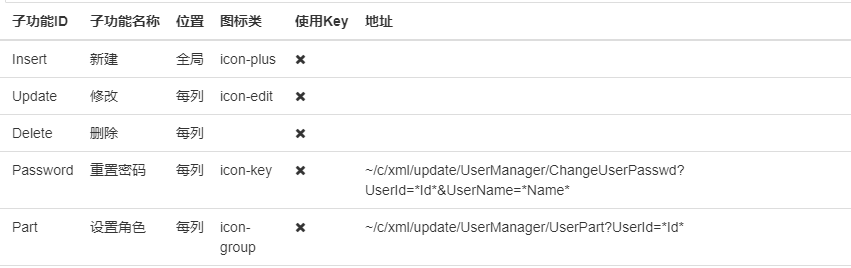 子功能ID 子功能名称 位置 图标类 使用Key 地址
Insert 新建 全局 icon-plus ✖
Update 修改 每列 icon-edit ✖
Delete 删除 每列 ✖
Password 重置密码 每列 icon-key ✖ ~/c/xml/update/UserManager/ChangeUserPasswd?
UserId=*Id*&UserName=*Name*
Part 设置角色 每列 icon- ✖ ~/c/xml/update/UserManager/UserPart?UserId=*Id*
group